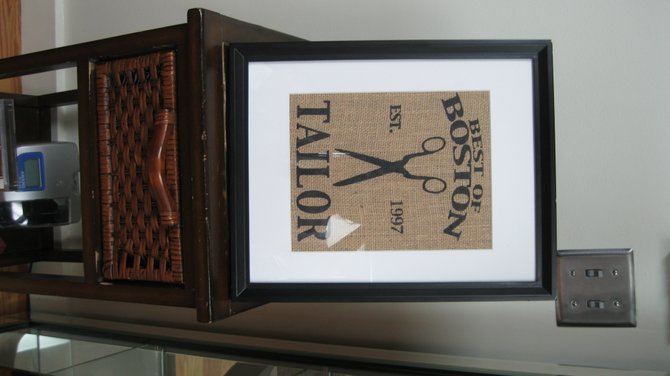 BEST OF
BOSTON
EST. 1997
TAILOR